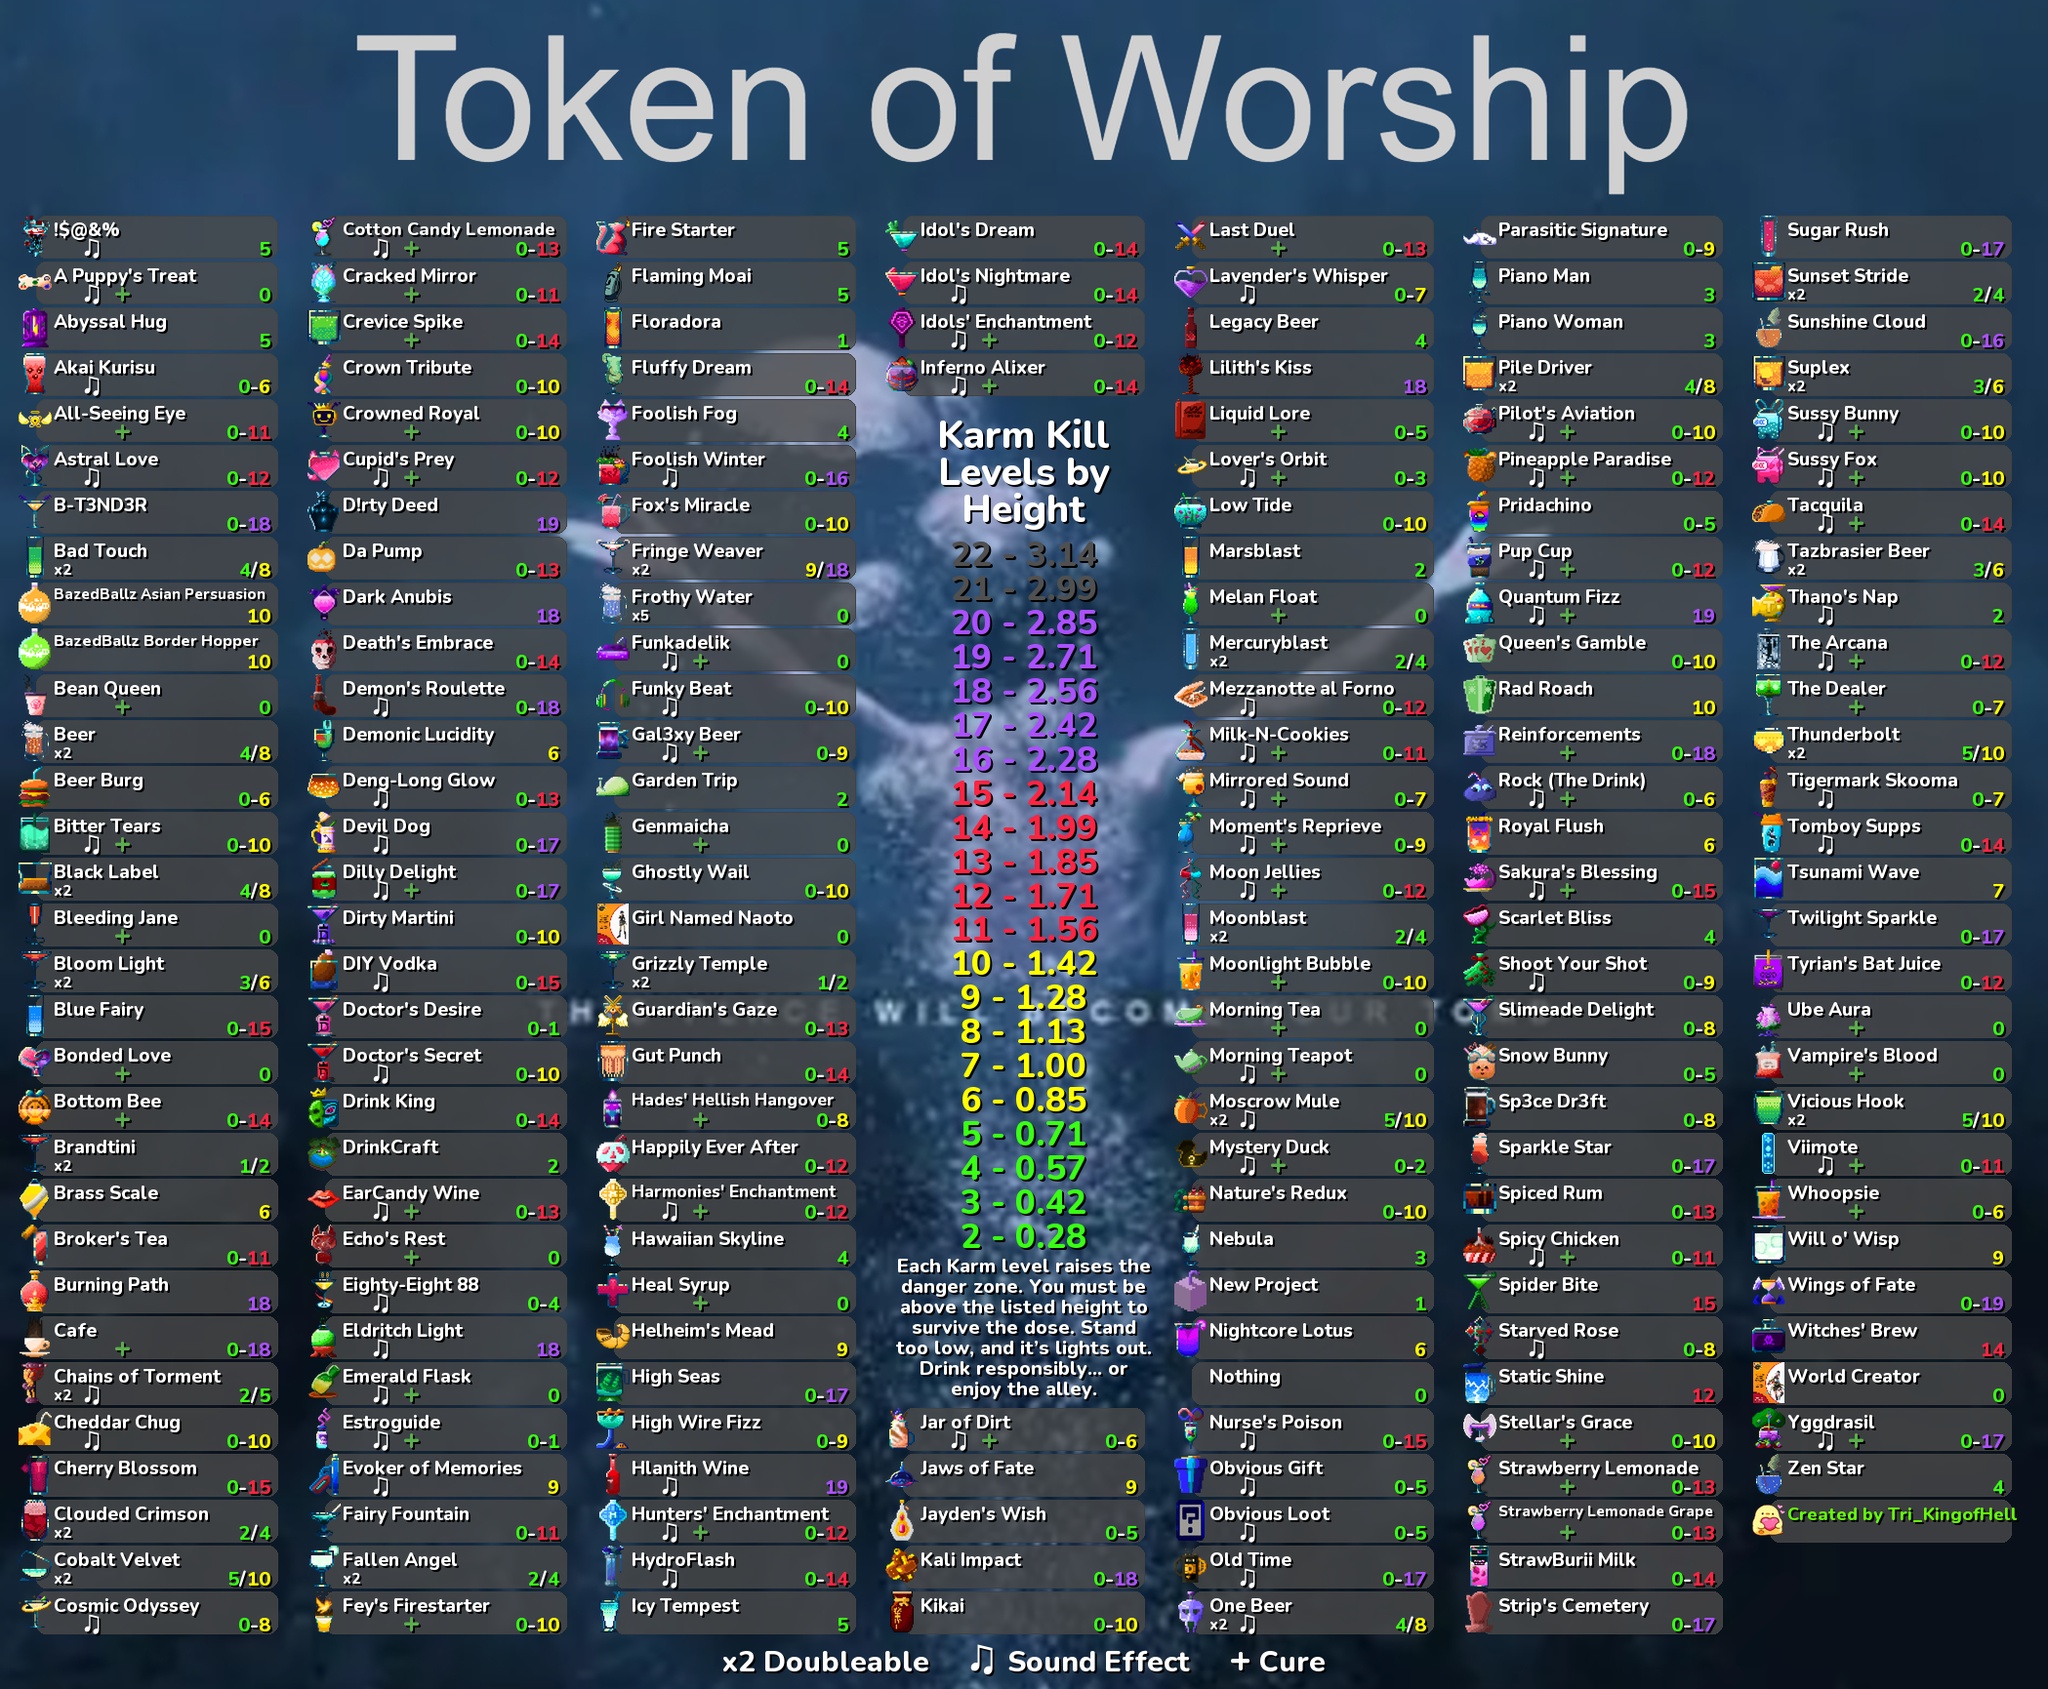 Token of Worship
!$@&%
♫ 5
A Puppy's Treat
♫ + 0
Abyssal Hug
5
Akai Kurisu
♫ 0-6
All-Seeing Eye
+ 0-11
Astral Love
♫ 0-12
B-T3ND3R
0-18
Bad Touch
x2 4/8
BazedBallz Asian Persuasion
10
BazedBallz Border Hopper
10
Bean Queen
+ 0
Beer
x2 4/8
Beer Burg
0-6
Bitter Tears
♫ + 0-10
Black Label
x2 4/8
Bleeding Jane
+ 0
Bloom Light
x2 3/6
Blue Fairy
0-15
Bonded Love
+ 0
Bottom Bee
+ 0-14
Brandtini
x2 1/2
Brass Scale
6
Broker's Tea
0-11
Burning Path
18
Cafe
+ 0-18
Chains of Torment
x2 ♫ 2/5
Cheddar Chug
♫ 0-10
Cherry Blossom
0-15
Clouded Crimson
x2 2/4
Cobalt Velvet
x2 5/10
Cosmic Odyssey
♫ 0-8
Cotton Candy Lemonade
♫ + 0-13
Cracked Mirror
+ 0-11
Crevice Spike
+ 0-14
Crown Tribute
0-10
Crowned Royal
+ 0-10
Cupid's Prey
♫ + 0-12
D!rty Deed
19
Da Pump
0-13
Dark Anubis
18
Death's Embrace
0-14
Demon's Roulette
♫ 0-18
Demonic Lucidity
6
Deng-Long Glow
♫ 0-13
Devil Dog
♫ 0-17
Dilly Delight
♫ + 0-17
Dirty Martini
0-10
DIY Vodka
♫ 0-15
Doctor's Desire
0-1
Doctor's Secret
♫ 0-10
Drink King
0-14
DrinkCraft
2
EarCandy Wine
♫ + 0-13
Echo's Rest
+ 0
Eighty-Eight 88
♫ 0-4
Eldritch Light
♫ 18
Emerald Flask
♫ + 0
Estroguide
♫ + 0-1
Evoker of Memories
♫ 9
Fairy Fountain
0-11
Fallen Angel
x2 2/4
Fey's Firestarter
+ 0-10
Fire Starter
5
Flaming Moai
5
Floradora
1
Fluffy Dream
0-14
Foolish Fog
4
Foolish Winter
♫ 0-16
Fox's Miracle
0-10
Fringe Weaver
x2 9/18
Frothy Water
x5 0
Funkadelik
♫ + 0
Funky Beat
♫ 0-10
Gal3xy Beer
♫ + 0-9
Garden Trip
2
Genmaicha
+ 0
Ghostly Wail
0-10
Girl Named Naoto
0
Grizzly Temple
x2 1/2
Guardian's Gaze
0-13
Gut Punch
0-14
Hades' Hellish Hangover
+ 0-8
Happily Ever After
0-12
Harmonies' Enchantment
♫ + 0-12
Hawaiian Skyline
4
Heal Syrup
+ 0
Helheim's Mead
9
High Seas
0-17
High Wire Fizz
0-9
Hlanith Wine
19
Hunters' Enchantment
♫ + 0-12
HydroFlash
♫ 0-14
Icy Tempest
5
Idol's Dream
0-14
Idol's Nightmare
♫ 0-14
Idols' Enchantment
♫ + 0-12
Inferno Alixer
♫ + 0-14
Karm Kill
Levels by
Height
22 - 3.14
21 - 2.99
20 - 2.85
19 - 2.71
18 - 2.56
17 - 2.42
16 - 2.28
15 - 2.14
14 - 1.99
13 - 1.85
12 - 1.71
11 - 1.56
10 - 1.42
9 - 1.28
8 - 1.13
7 - 1.00
6 - 0.85
5 - 0.71
4 - 0.57
3 - 0.42
2 - 0.28
Each Karm level raises the
danger zone. You must be
above the listed height to
survive the dose. Stand
too low, and it's lights out.
Drink responsibly... or
enjoy the alley.
Jar of Dirt
♫ + 0-6
Jaws of Fate
9
Jayden's Wish
0-5
Kali Impact
0-18
Kikai
0-10
Last Duel
+ 0-13
Lavender's Whisper
♫ 0-7
Legacy Beer
4
Lilith's Kiss
18
Liquid Lore
+ 0-5
Lover's Orbit
♫ + 0-3
Low Tide
0-10
Marsblast
2
Melan Float
+ 0
Mercuryblast
x2 2/4
Mezzanotte al Forno
♫ 0-12
Milk-N-Cookies
♫ + 0-11
Mirrored Sound
♫ + 0-7
Moment's Reprieve
♫ + 0-9
Moon Jellies
♫ + 0-12
Moonblast
x2 2/4
Moonlight Bubble
+ 0-10
Morning Tea
+ 0
Morning Teapot
♫ + 0
Moscrow Mule
x2 ♫ 5/10
Mystery Duck
♫ + 0-2
Nature's Redux
0-10
Nebula
3
New Project
1
Nightcore Lotus
6
Nothing
0
Nurse's Poison
♫ 0-15
Obvious Gift
♫ 0-5
Obvious Loot
♫ 0-5
Old Time
♫ 0-17
One Beer
x2 ♫ 4/8
Parasitic Signature
0-9
Piano Man
3
Piano Woman
3
Pile Driver
x2 4/8
Pilot's Aviation
♫ + 0-10
Pineapple Paradise
♫ + 0-12
Pridachino
0-5
Pup Cup
♫ + 0-12
Quantum Fizz
♫ + 19
Queen's Gamble
0-10
Rad Roach
10
Reinforcements
+ 0-18
Rock (The Drink)
♫ + 0-6
Royal Flush
6
Sakura's Blessing
♫ + 0-15
Scarlet Bliss
4
Shoot Your Shot
♫ 0-9
Slimeade Delight
0-8
Snow Bunny
0-5
Sp3ce Dr3ft
0-8
Sparkle Star
0-17
Spiced Rum
0-13
Spicy Chicken
♫ + 0-11
Spider Bite
15
Starved Rose
♫ 0-8
Static Shine
12
Stellar's Grace
+ 0-10
Strawberry Lemonade
+ 0-13
Strawberry Lemonade Grape
+ 0-13
StrawBurii Milk
0-14
Strip's Cemetery
0-17
Sugar Rush
0-17
Sunset Stride
x2 2/4
Sunshine Cloud
0-16
Suplex
x2 3/6
Sussy Bunny
♫ + 0-10
Sussy Fox
♫ + 0-10
Tacquila
♫ + 0-14
Tazbrasier Beer
x2 3/6
Thano's Nap
♫ 2
The Arcana
♫ + 0-12
The Dealer
+ 0-7
Thunderbolt
x2 5/10
Tigermark Skooma
♫ 0-7
Tomboy Supps
♫ 0-14
Tsunami Wave
7
Twilight Sparkle
0-17
Tyrian's Bat Juice
0-12
Ube Aura
+ 0
Vampire's Blood
+ 0
Vicious Hook
x2 5/10
Viimote
♫ + 0-11
Whoopsie
+ 0-6
Will o' Wisp
9
Wings of Fate
0-19
Witches' Brew
14
World Creator
0
Yggdrasil
♫ + 0-17
Zen Star
4
Created by Tri_KingofHell
x2 Doubleable ♫ Sound Effect + Cure